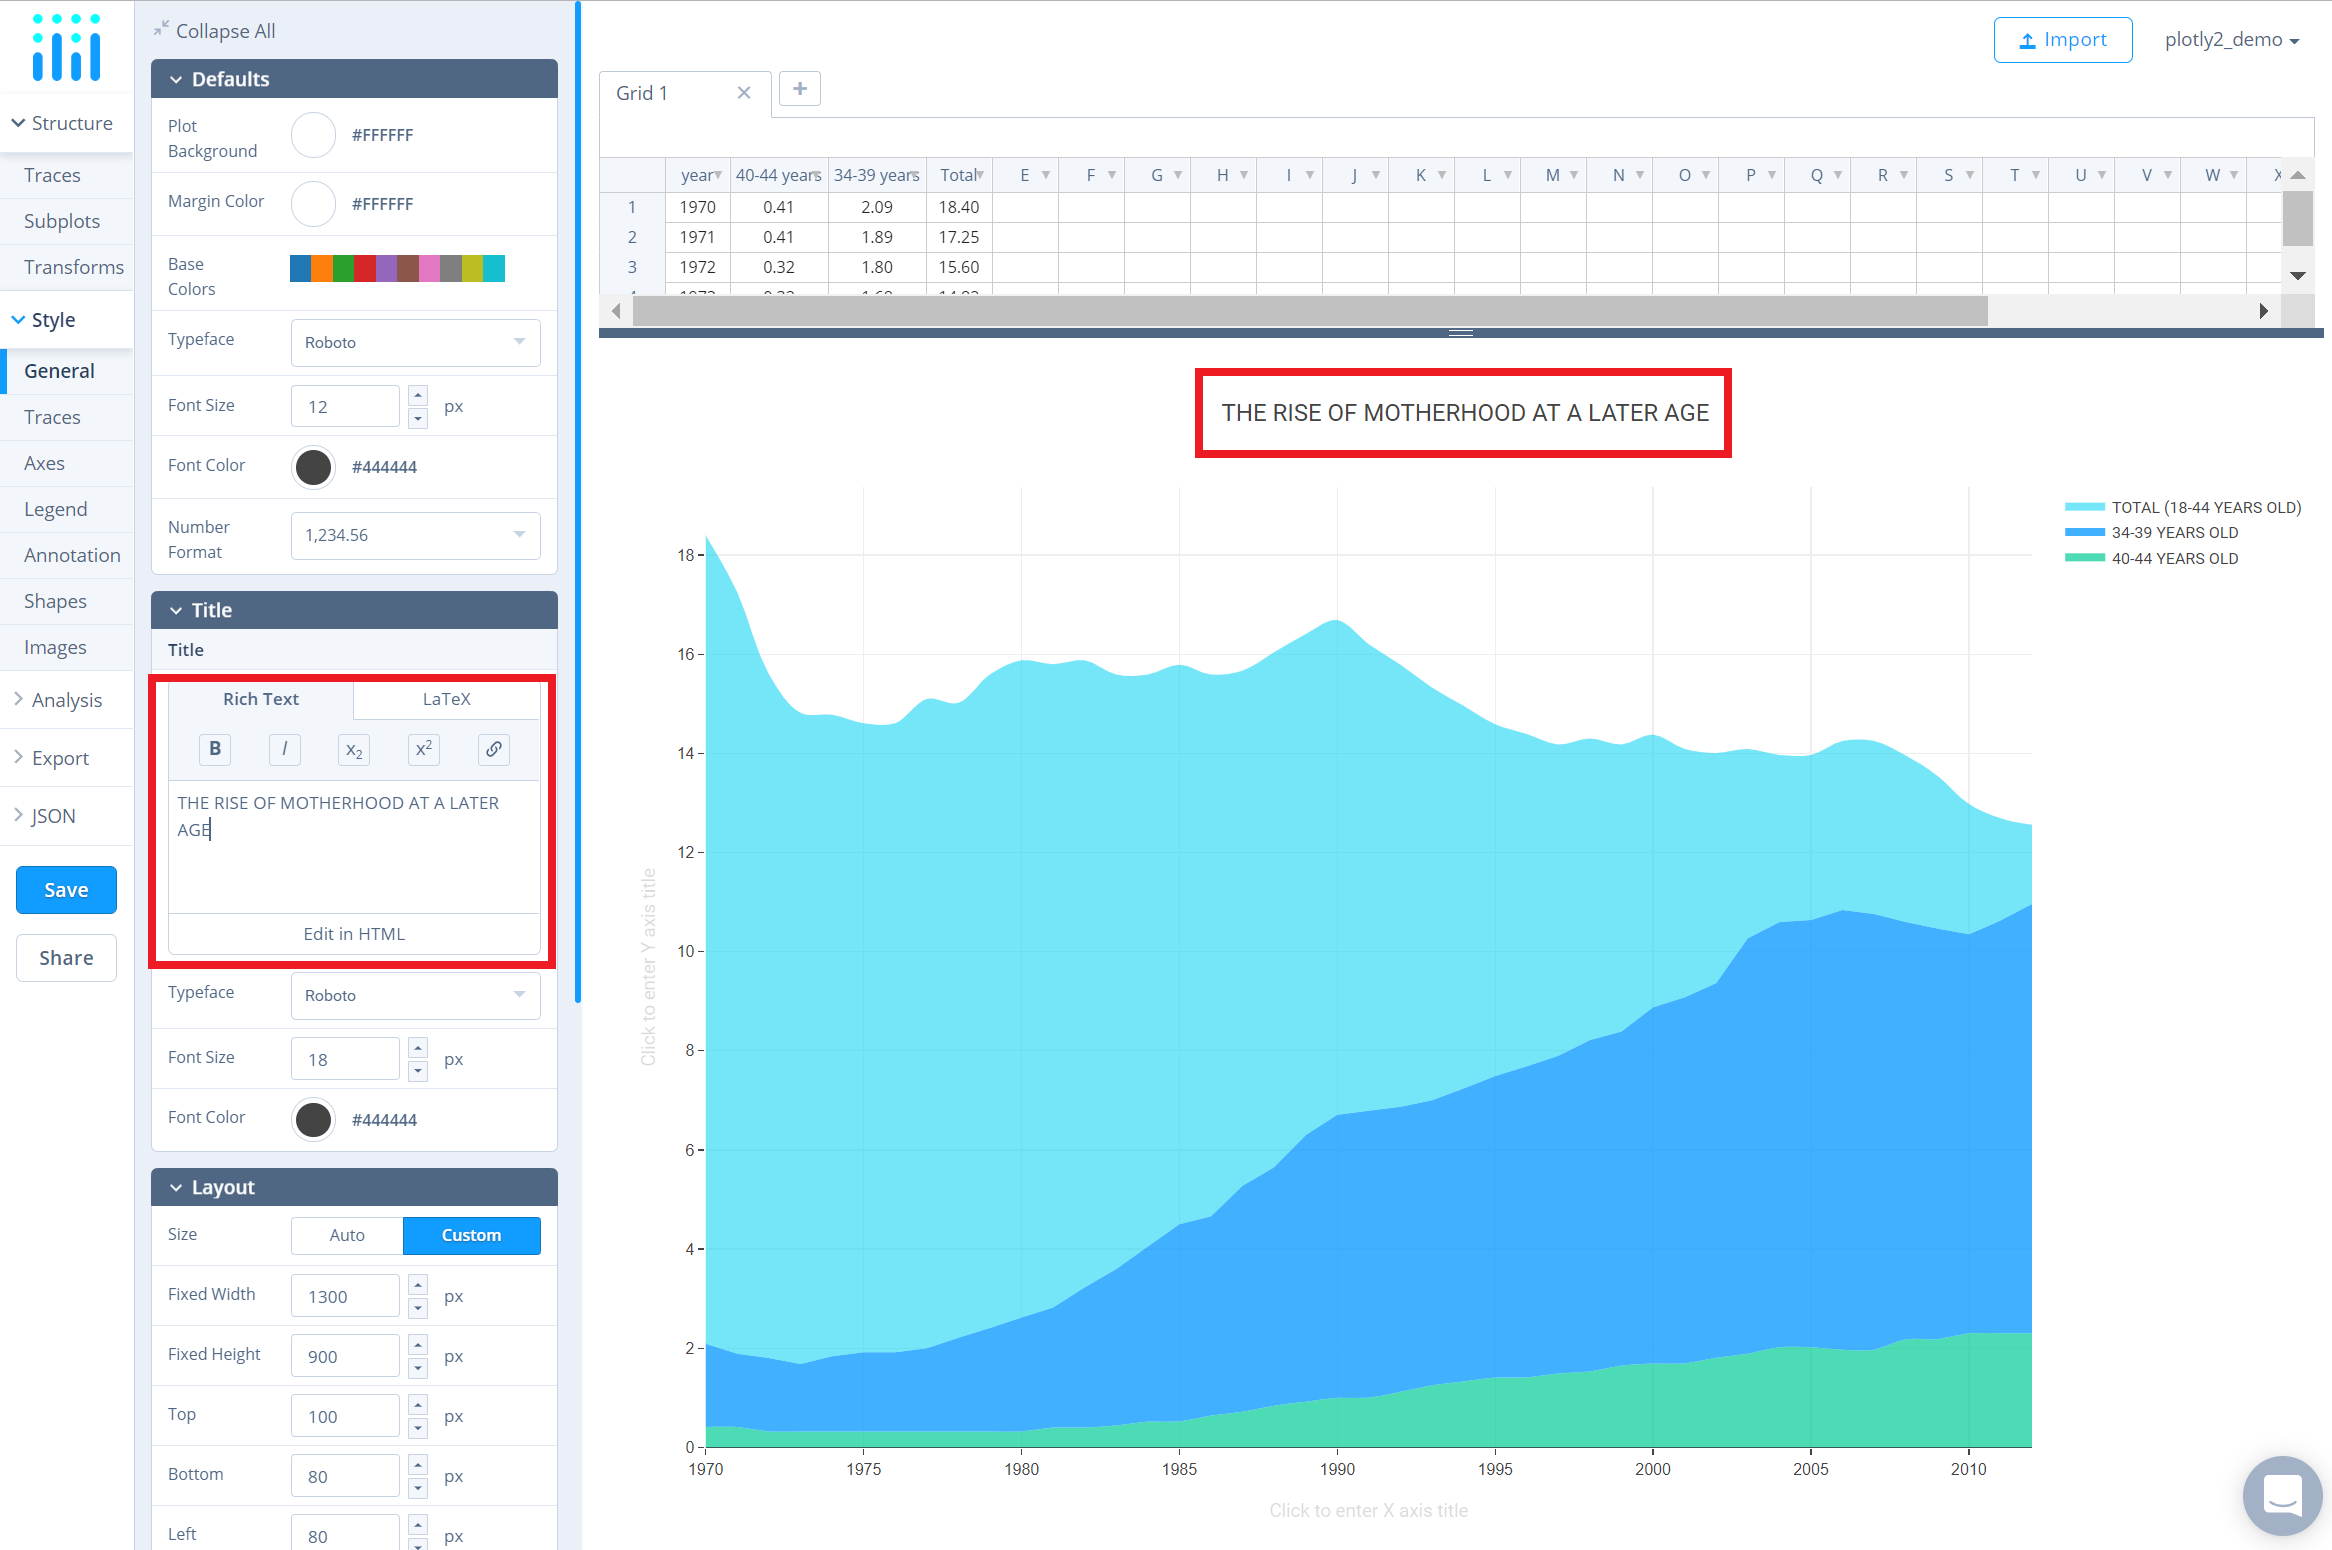 Collapse All
Import
plotly2_demo
Structure
Traces
Subplots
Transforms
Style
General
Traces
Axes
Legend
Annotation
Shapes
Images
Analysis
Export
JSON
Save
Share
Defaults
Plot
Background
#FFFFFF
Margin Color
#FFFFFF
Base
Colors
Typeface
Roboto
Font Size
12
px
Font Color
#444444
Number
Format
1,234.56
Title
Title
Rich Text
LaTeX
B
I
x2
x2
THE RISE OF MOTHERHOOD AT A LATER
AGE
Edit in HTML
Typeface
Roboto
Font Size
18
px
Font Color
#444444
Layout
Size
Auto
Custom
Fixed Width
1300
px
Fixed Height
900
px
Top
100
px
Bottom
80
px
Left
80
px
Grid 1
year 40-44 years 34-39 years Total E F G H I J K L M N O P Q R S T U V W X
1 1970 0.41 2.09 18.40
2 1971 0.41 1.89 17.25
3 1972 0.32 1.80 15.60
THE RISE OF MOTHERHOOD AT A LATER AGE
TOTAL (18-44 YEARS OLD)
34-39 YEARS OLD
40-44 YEARS OLD
Click to enter Y axis title
18
16
14
12
10
8
6
4
2
0
1970 1975 1980 1985 1990 1995 2000 2005 2010
Click to enter X axis title